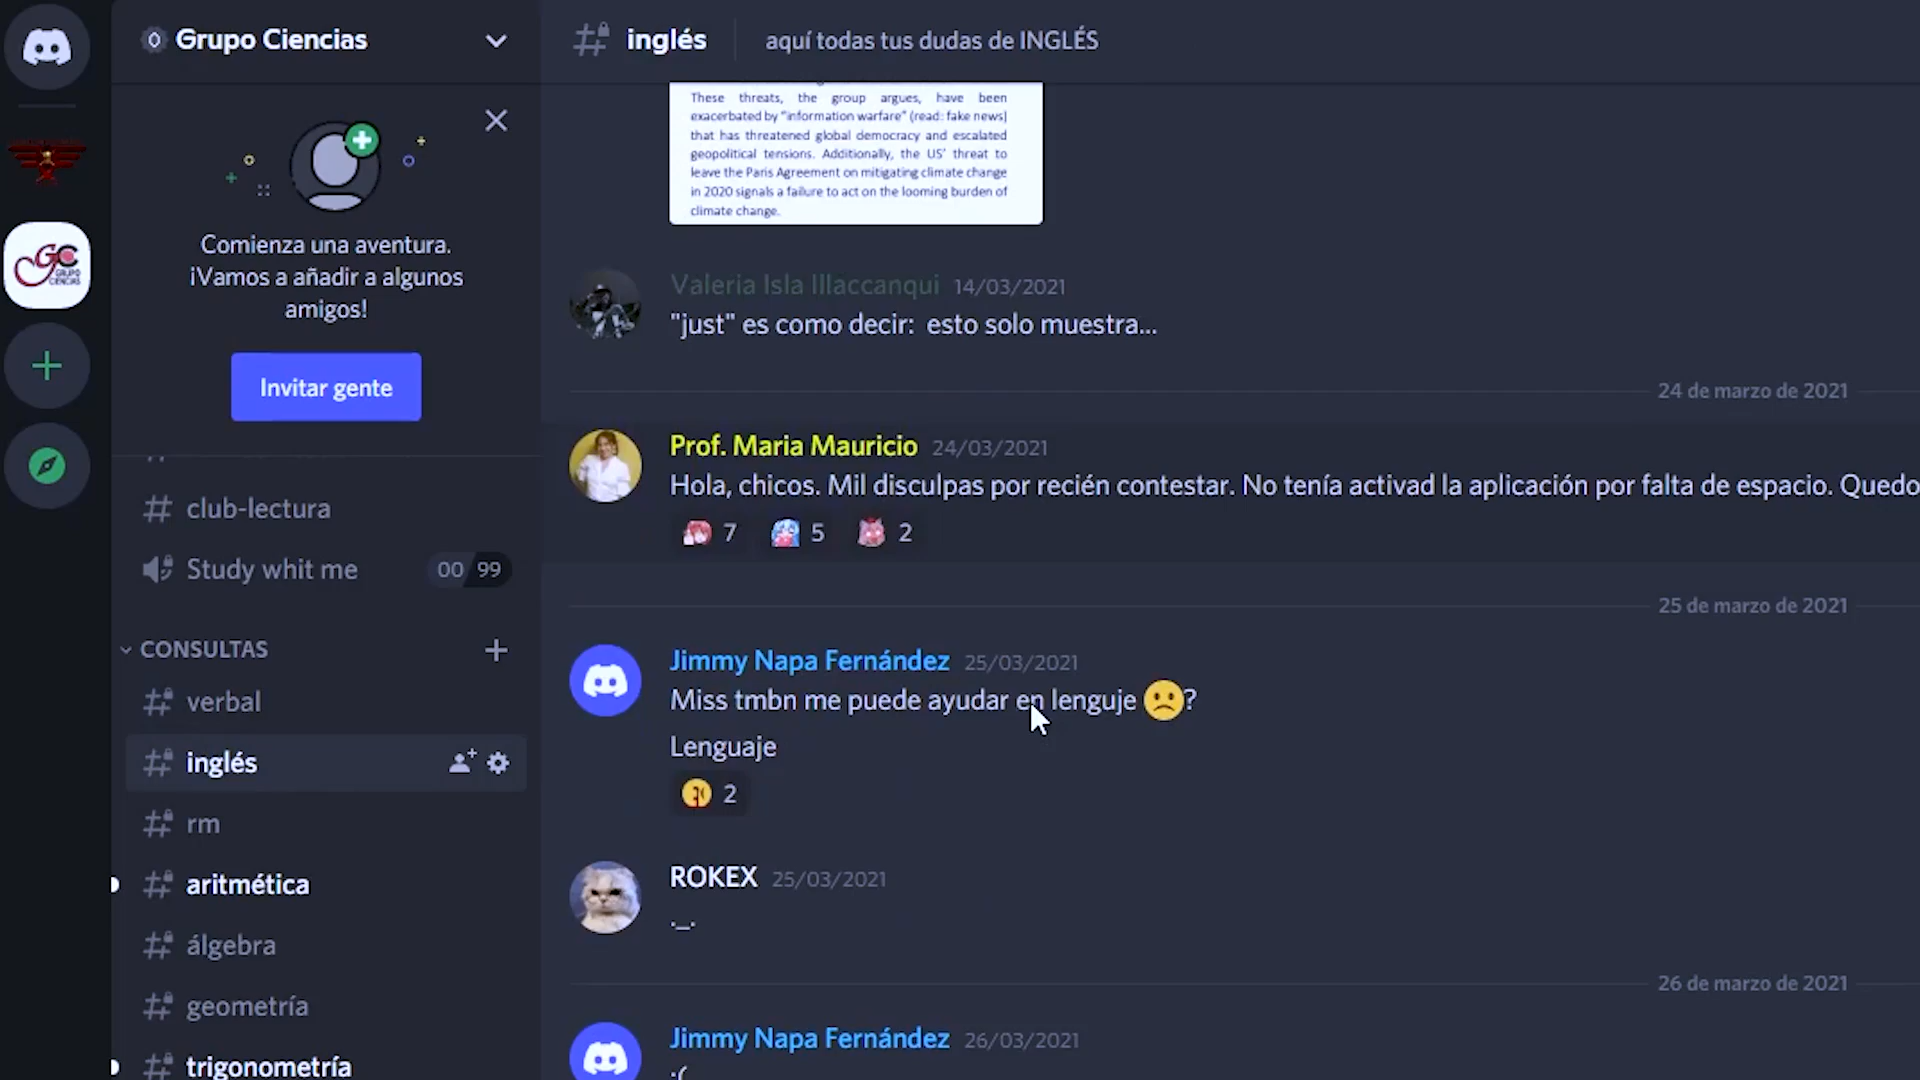 Grupo Ciencias
Comienza una aventura.
¡Vamos a añadir a algunos
amigos!
Invitar gente
club-lectura
Study whit me 00 99
CONSULTAS
verbal
inglés
rm
aritmética
álgebra
geometría
trigonometría
inglés aquí todas tus dudas de INGLÉS
These threats, the group argues, have been
exacerbated by "information warfare" (read: fake news)
that has threatened global democracy and escalated
geopolitical tensions. Additionally, the US' threat to
leave the Paris Agreement on mitigating climate change
in 2020 signals a failure to act on the looming burden of
climate change.
Valeria Isla Illaccanqui 14/03/2021
"just" es como decir: esto solo muestra...
24 de marzo de 2021
Prof. Maria Mauricio 24/03/2021
Hola, chicos. Mil disculpas por recién contestar. No tenía activad la aplicación por falta de espacio. Quedo
7 5 2
25 de marzo de 2021
Jimmy Napa Fernández 25/03/2021
Miss tmbn me puede ayudar en lenguje ☹️?
Lenguaje
2
ROKEX 25/03/2021
._.
26 de marzo de 2021
Jimmy Napa Fernández 26/03/2021
:(